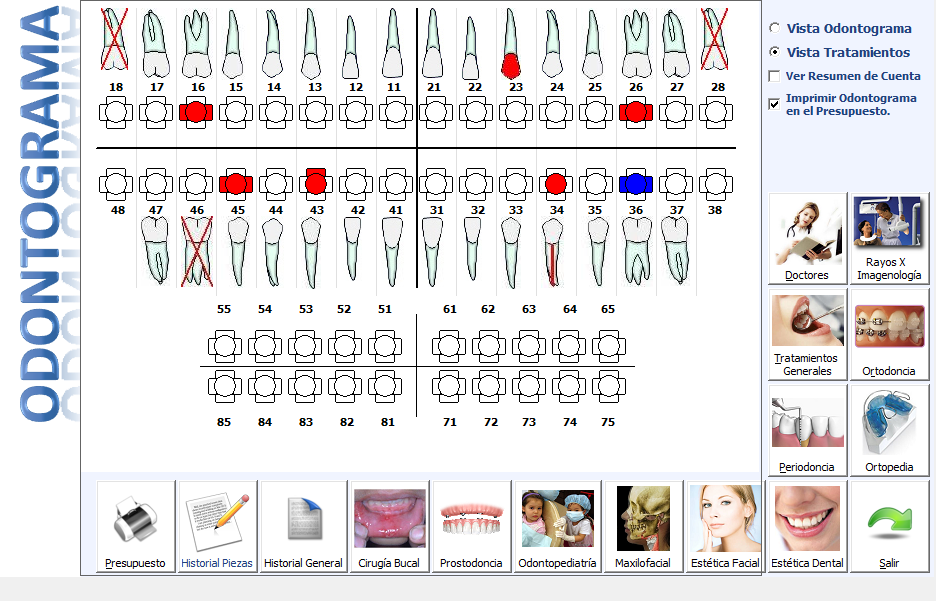 ODONTOGRAMA
18 17 16 15 14 13 12 11 21 22 23 24 25 26 27 28
48 47 46 45 44 43 42 41 31 32 33 34 35 36 37 38
55 54 53 52 51 61 62 63 64 65
85 84 83 82 81 71 72 73 74 75
Vista Odontograma
Vista Tratamientos
Ver Resumen de Cuenta
Imprimir Odontograma
en el Presupuesto.
Doctores
Rayos X
Imagenología
Tratamientos
Generales
Ortodoncia
Periodoncia
Ortopedia
Presupuesto
Historial Piezas
Historial General
Cirugía Bucal
Prostodoncia
Odontopediatría
Maxilofacial
Estética Facial
Estética Dental
Salir